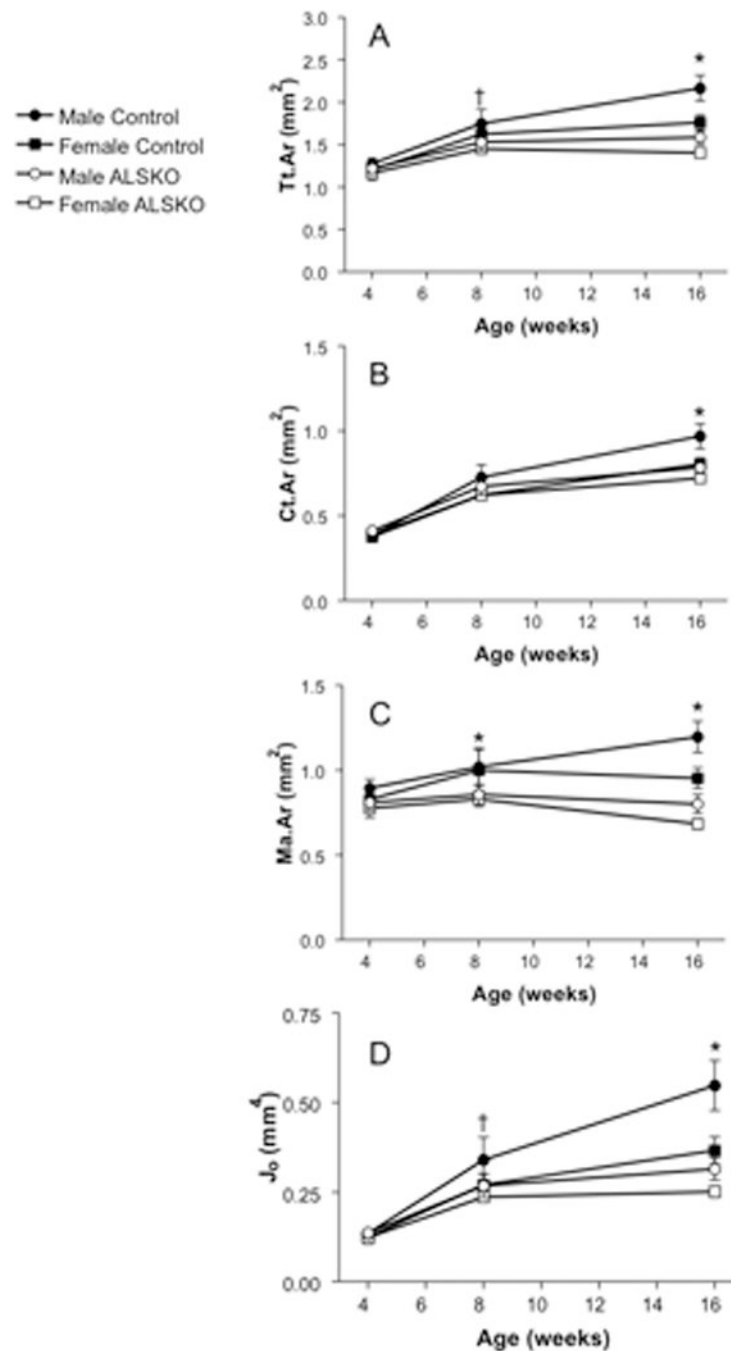 Male Control
Female Control
Male ALSKO
Female ALSKO
A
Tt.Ar (mm²)
3.0
2.5
2.0
1.5
1.0
0.5
0.0
†
*
4 6 8 10 12 14 16
Age (weeks)
B
Ct.Ar (mm²)
1.5
1.0
0.5
0.0
*
4 6 8 10 12 14 16
Age (weeks)
C
Ma.Ar (mm²)
1.5
1.0
0.5
0.0
*
*
4 6 8 10 12 14 16
Age (weeks)
D
J₀ (mm⁴)
0.75
0.50
0.25
0.00
†
*
4 6 8 10 12 14 16
Age (weeks)